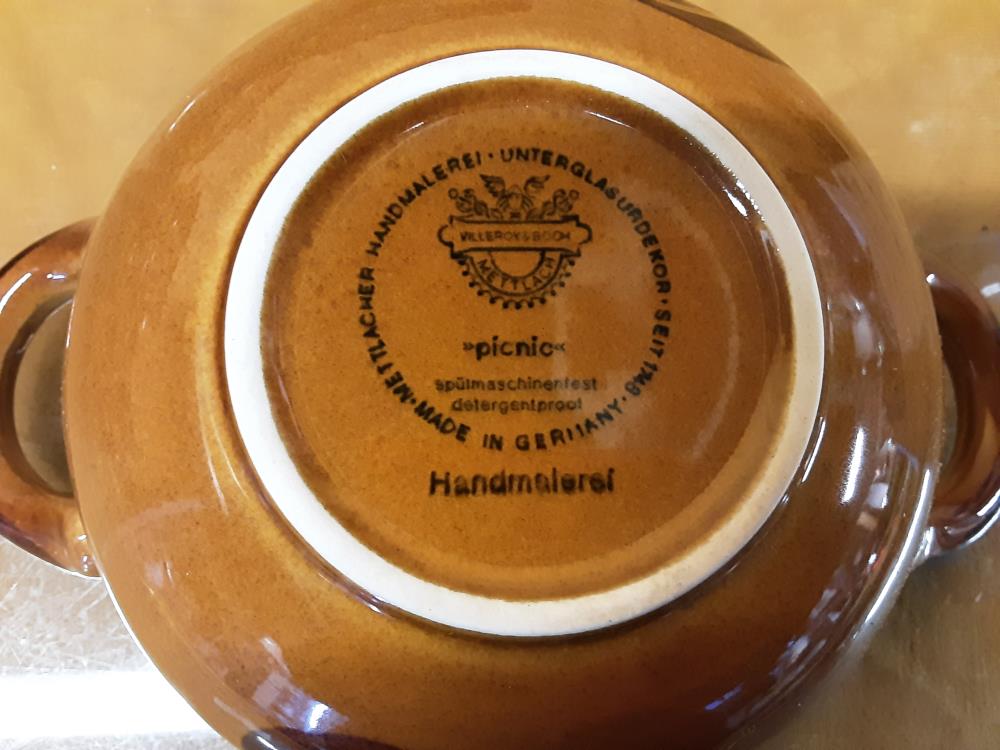 METTLACHER HANDMALEREI · UNTERGLASURDEKOR · SEIT 1748 · MADE IN GERMANY ·
VILLEROY & BOCH
METTLACH
»picnic«
spülmaschinenfest
detergentproof
Handmalerei